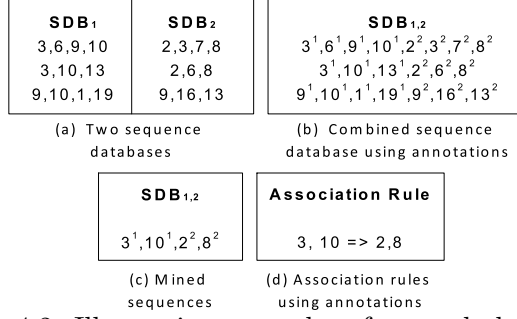 SDB₁
3,6,9,10
3,10,13
9,10,1,19
SDB₂
2,3,7,8
2,6,8
9,16,13
(a) Two sequence
databases
SDB₁,₂
3¹,6¹,9¹,10¹,2²,3²,7²,8²
3¹,10¹,13¹,2²,6²,8²
9¹,10¹,1¹,19¹,9²,16²,13²
(b) Combined sequence
database using annotations
SDB₁,₂
3¹,10¹,2²,8²
(c) Mined
sequences
Association Rule
3, 10 => 2,8
(d) Association rules
using annotations